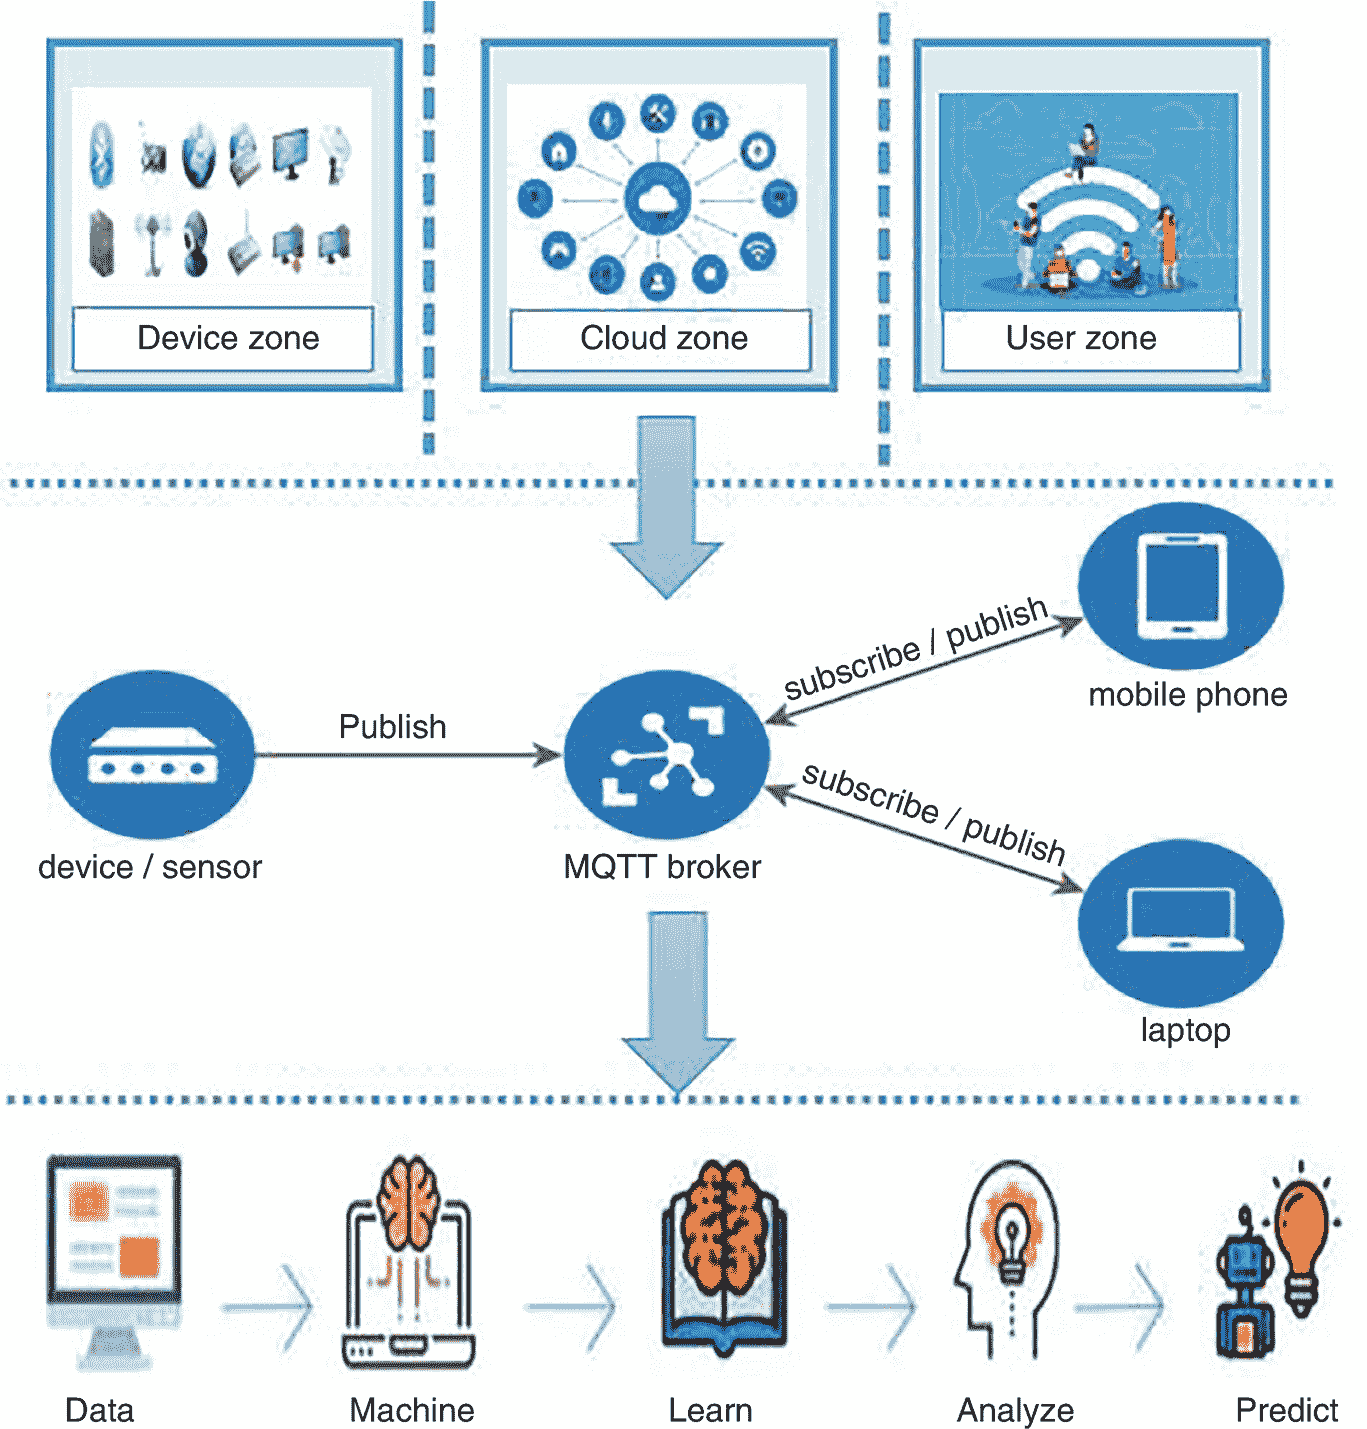 Device zone
Cloud zone
User zone
subscribe / publish
mobile phone
Publish
subscribe / publish
device / sensor
MQTT broker
laptop
Data
Machine
Learn
Analyze
Predict